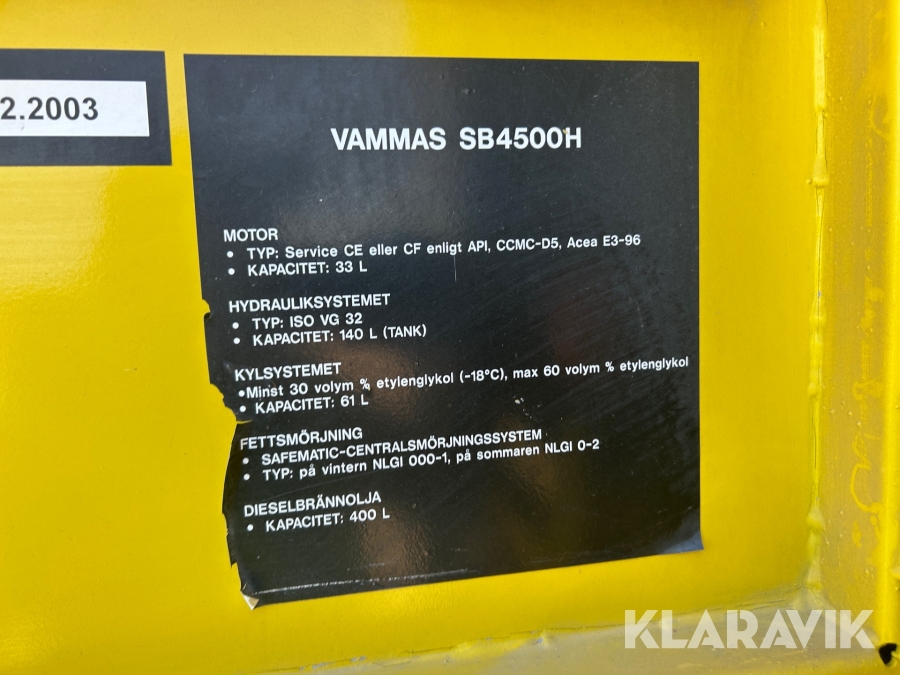 2.2003
VAMMAS SB4500H
MOTOR
• TYP: Service CE eller CF enligt API, CCMC-D5, Acea E3-96
• KAPACITET: 33 L
HYDRAULIKSYSTEMET
• TYP: ISO VG 32
• KAPACITET: 140 L (TANK)
KYLSYSTEMET
•Minst 30 volym % etylenglykol (-18°C), max 60 volym % etylenglykol
• KAPACITET: 61 L
FETTSMÖRJNING
• SAFEMATIC-CENTRALSMÖRJNINGSSYSTEM
• TYP: på vintern NLGI 000-1, på sommaren NLGI 0-2
DIESELBRÄNNOLJA
• KAPACITET: 400 L
KLARAVIK